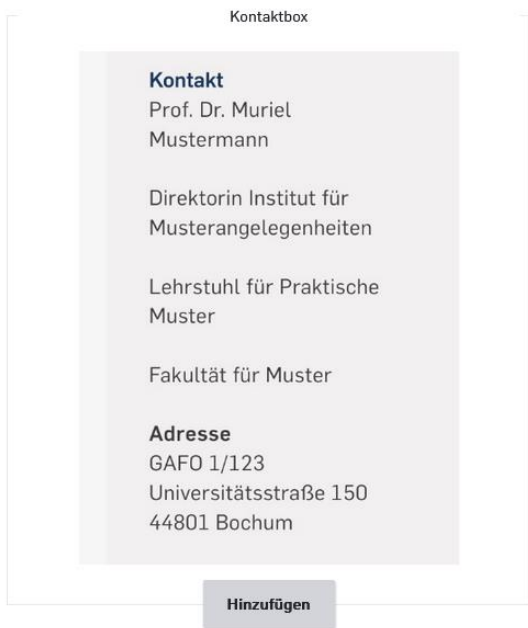 Kontaktbox
Kontakt
Prof. Dr. Muriel
Mustermann
Direktorin Institut für
Musterangelegenheiten
Lehrstuhl für Praktische
Muster
Fakultät für Muster
Adresse
GAFO 1/123
Universitätsstraße 150
44801 Bochum
Hinzufügen